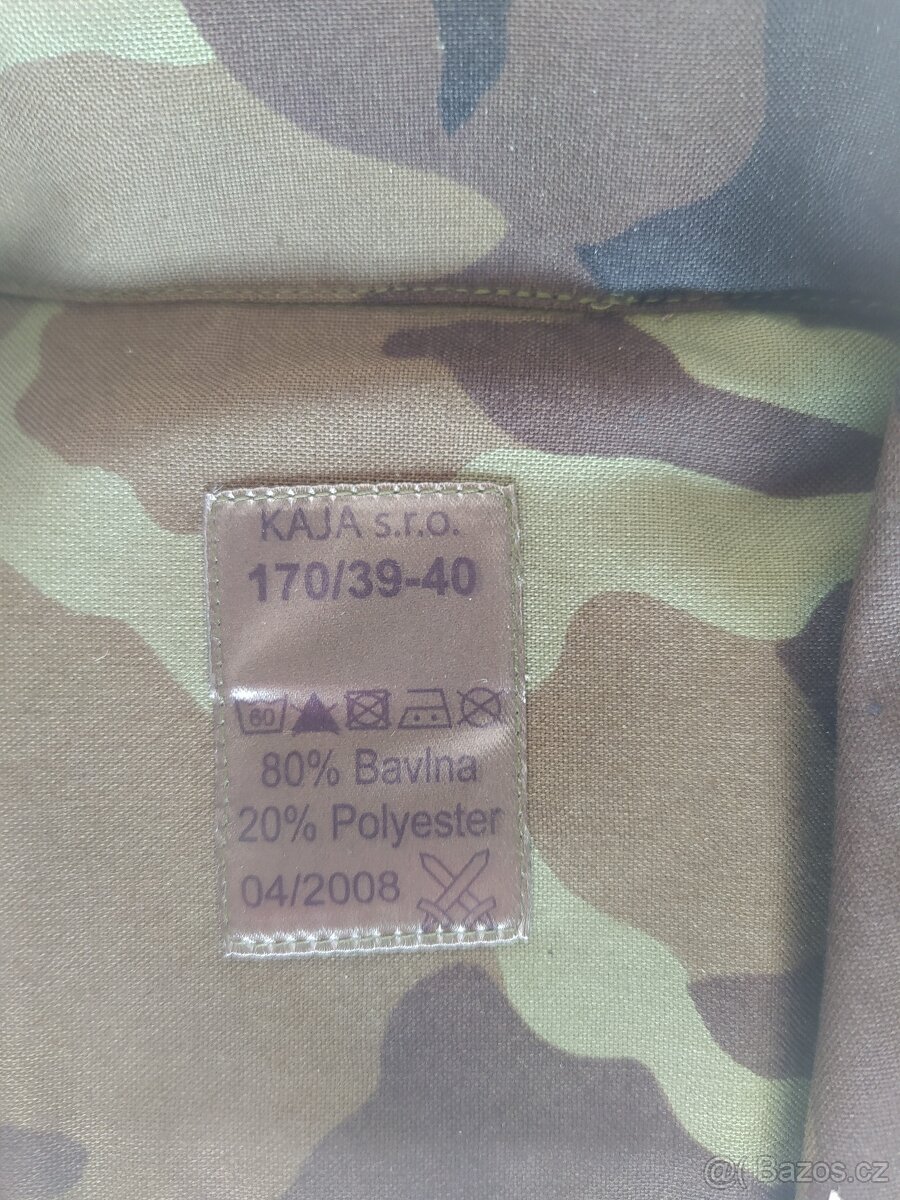 KAJA s.r.o.
170/39-40
60
80% Bavlna
20% Polyester
04/2008
@( Bazos.cz